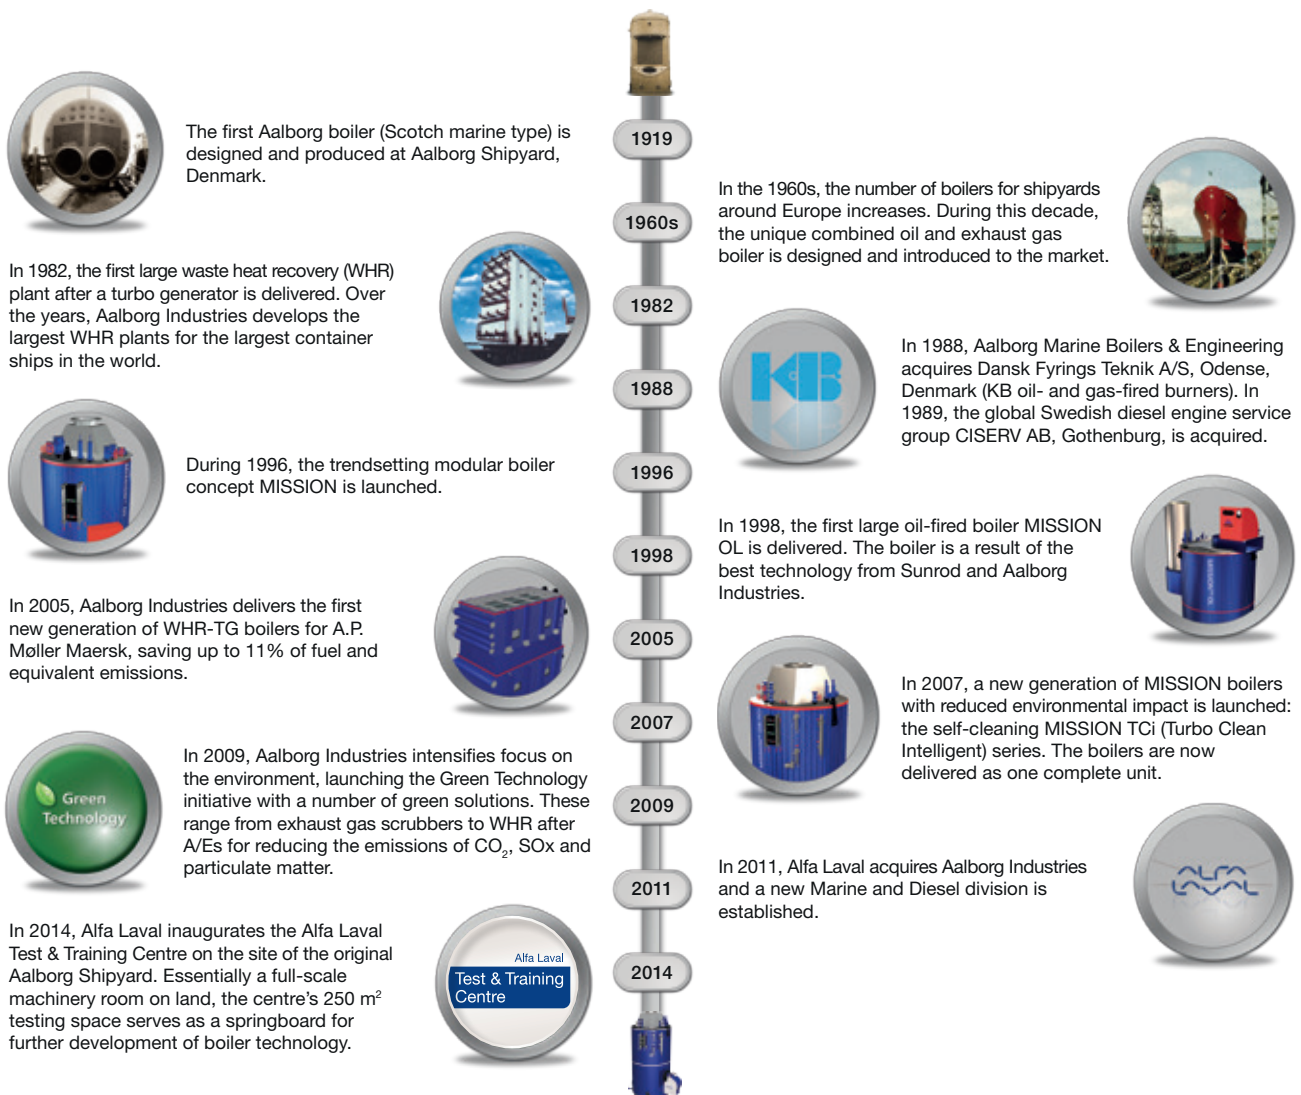 1919
The first Aalborg boiler (Scotch marine type) is
designed and produced at Aalborg Shipyard,
Denmark.
1960s
In the 1960s, the number of boilers for shipyards
around Europe increases. During this decade,
the unique combined oil and exhaust gas
boiler is designed and introduced to the market.
1982
In 1982, the first large waste heat recovery (WHR)
plant after a turbo generator is delivered. Over
the years, Aalborg Industries develops the
largest WHR plants for the largest container
ships in the world.
1988
KB
In 1988, Aalborg Marine Boilers & Engineering
acquires Dansk Fyrings Teknik A/S, Odense,
Denmark (KB oil- and gas-fired burners). In
1989, the global Swedish diesel engine service
group CISERV AB, Gothenburg, is acquired.
1996
During 1996, the trendsetting modular boiler
concept MISSION is launched.
1998
In 1998, the first large oil-fired boiler MISSION
OL is delivered. The boiler is a result of the
best technology from Sunrod and Aalborg
Industries.
MISSION™ OL
2005
In 2005, Aalborg Industries delivers the first
new generation of WHR-TG boilers for A.P.
Møller Maersk, saving up to 11% of fuel and
equivalent emissions.
2007
In 2007, a new generation of MISSION boilers
with reduced environmental impact is launched:
the self-cleaning MISSION TCi (Turbo Clean
Intelligent) series. The boilers are now
delivered as one complete unit.
2009
Green
Technology
In 2009, Aalborg Industries intensifies focus on
the environment, launching the Green Technology
initiative with a number of green solutions. These
range from exhaust gas scrubbers to WHR after
A/Es for reducing the emissions of CO₂, SOx and
particulate matter.
2011
In 2011, Alfa Laval acquires Aalborg Industries
and a new Marine and Diesel division is
established.
ALFA
LAVAL
2014
In 2014, Alfa Laval inaugurates the Alfa Laval
Test & Training Centre on the site of the original
Aalborg Shipyard. Essentially a full-scale
machinery room on land, the centre's 250 m²
testing space serves as a springboard for
further development of boiler technology.
Alfa Laval
Test & Training
Centre